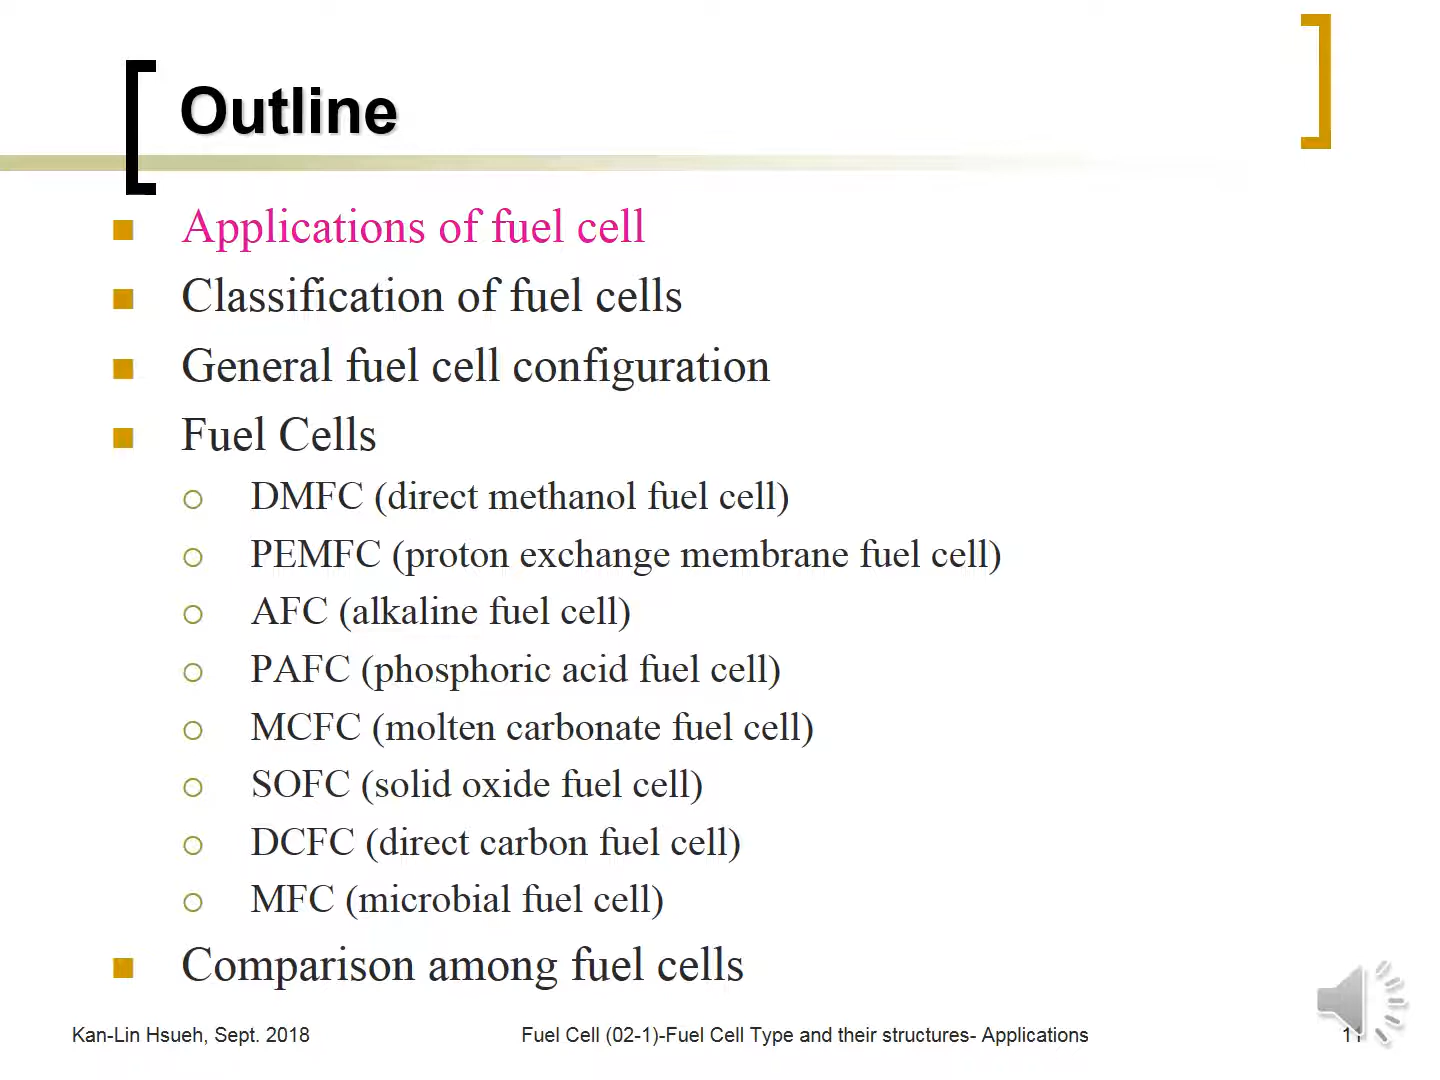 Outline
Applications of fuel cell
Classification of fuel cells
General fuel cell configuration
Fuel Cells
DMFC (direct methanol fuel cell)
PEMFC (proton exchange membrane fuel cell)
AFC (alkaline fuel cell)
PAFC (phosphoric acid fuel cell)
MCFC (molten carbonate fuel cell)
SOFC (solid oxide fuel cell)
DCFC (direct carbon fuel cell)
MFC (microbial fuel cell)
Comparison among fuel cells
Kan-Lin Hsueh, Sept. 2018
Fuel Cell (02-1)-Fuel Cell Type and their structures- Applications